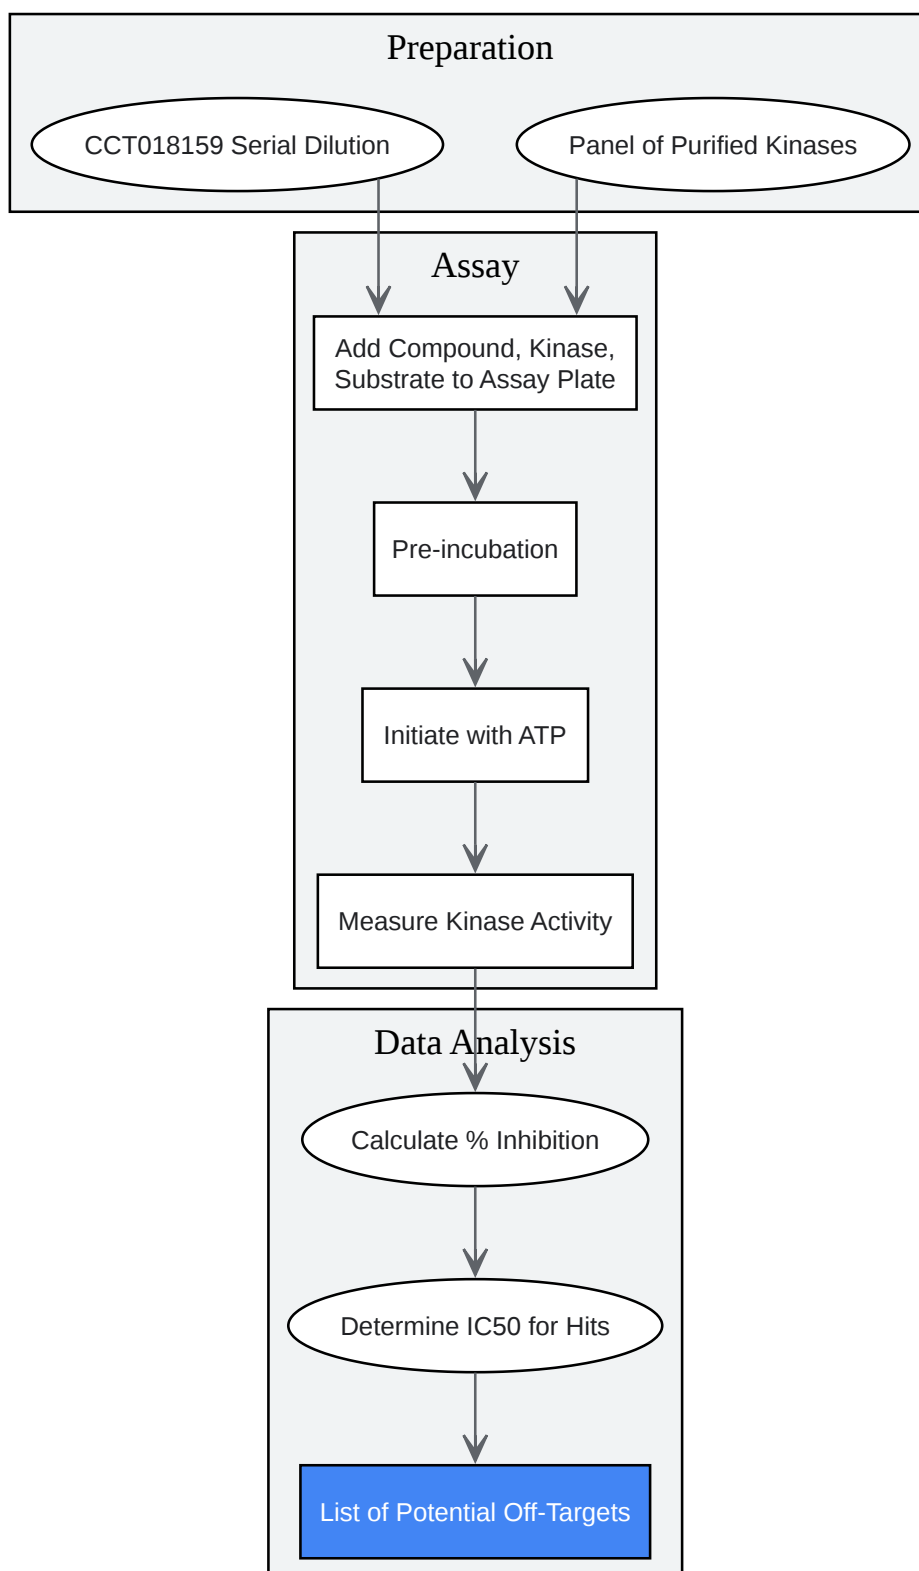 Preparation
CCT018159 Serial Dilution
Panel of Purified Kinases
Assay
Add Compound, Kinase,
Substrate to Assay Plate
Pre-incubation
Initiate with ATP
Measure Kinase Activity
Data Analysis
Calculate % Inhibition
Determine IC50 for Hits
List of Potential Off-Targets